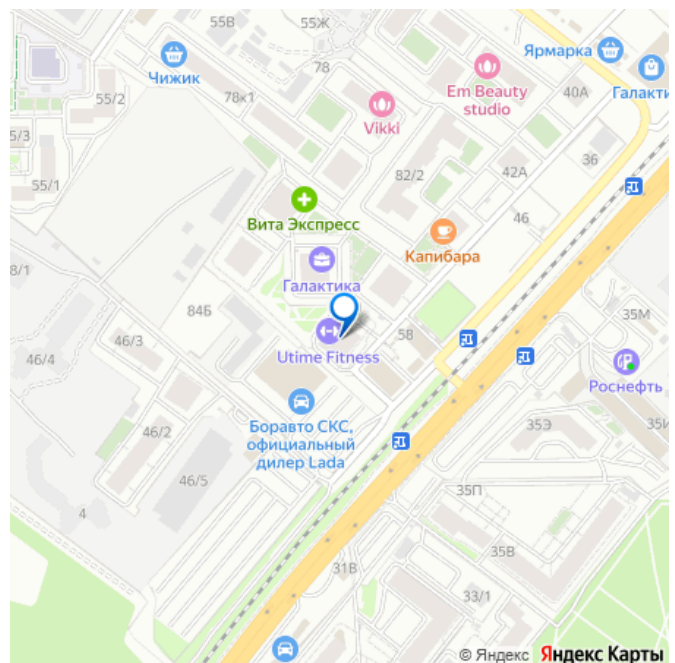 55В
55Ж
Ярмарка
Чижик
78
Em Beauty
studio
55/2
78к1
40А
Галакти
Vikki
5/3
82/2
42А
36
55/1
Вита Экспресс
46
Капибара
8/1
Галактика
84Б
35М
58
46/3
Utime Fitness
46/4
Роснефть
Боравто СКС,
официальный
дилер Lada
35Э
35И
46/2
46/5
35П
4
35В
31В
33/1
© Яндекс Яндекс Карты